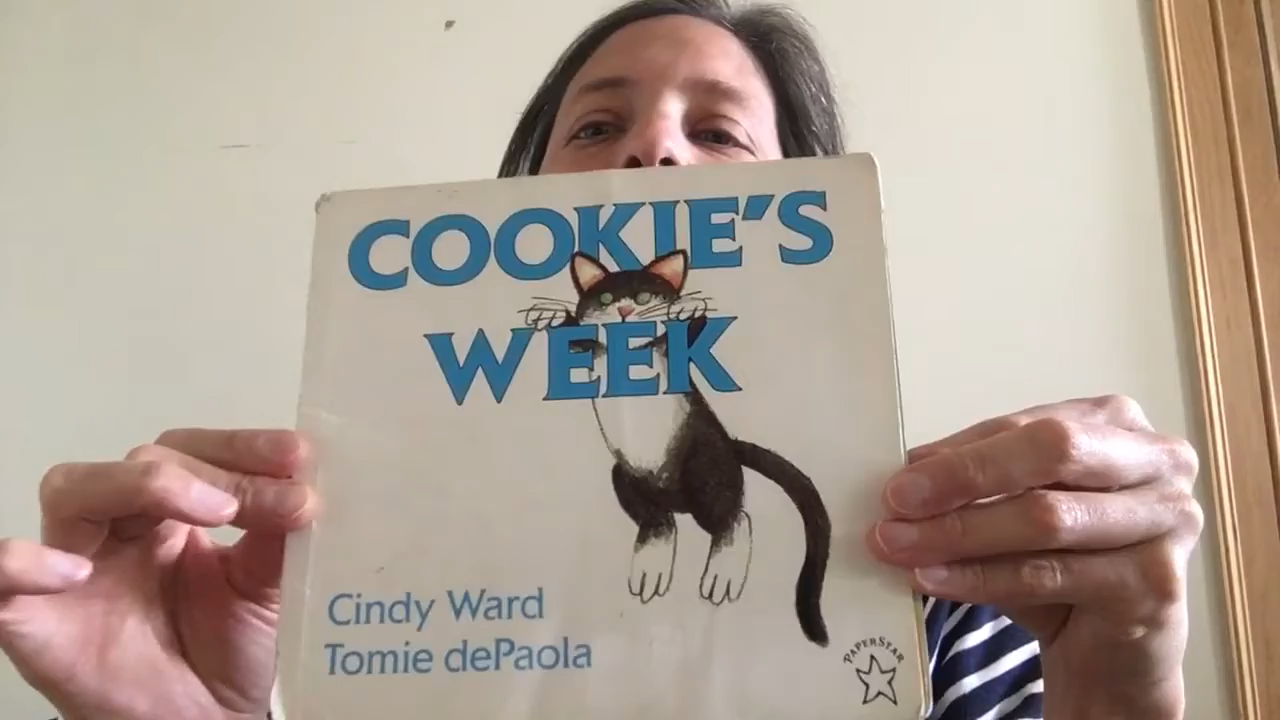 COOKIE'S
WEEK
Cindy Ward
Tomie dePaola
PAPERSTAR